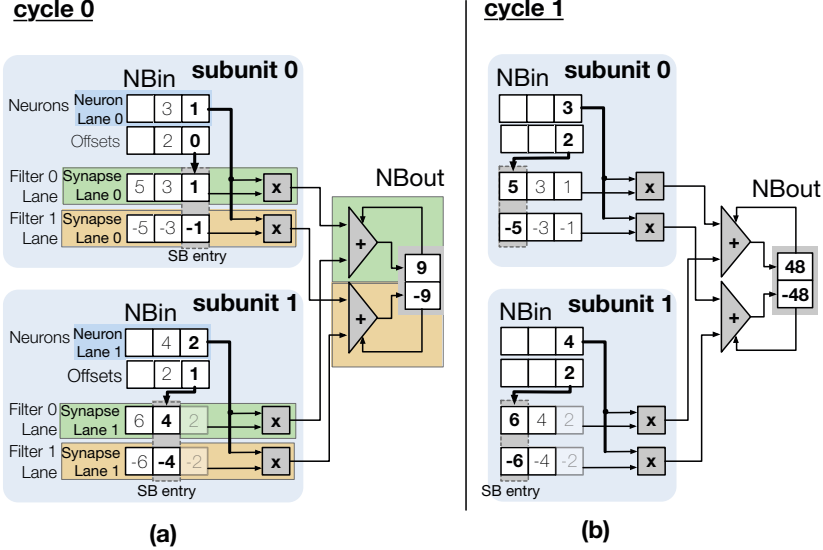 cycle 0
subunit 0
NBin
Neurons Neuron Lane 0 3 1
Offsets 2 0
Filter 0 Lane Synapse Lane 0 5 3 1 x
Filter 1 Lane Synapse Lane 0 -5 -3 -1 x
SB entry
NBout
+ 9
+ -9
subunit 1
NBin
Neurons Neuron Lane 1 4 2
Offsets 2 1
Filter 0 Lane Synapse Lane 1 6 4 2 x
Filter 1 Lane Synapse Lane 1 -6 -4 -2 x
SB entry
(a)
cycle 1
subunit 0
NBin
3
2
5 3 1 x
-5 -3 -1 x
NBout
+ 48
+ -48
subunit 1
NBin
4
2
6 4 2 x
-6 -4 -2 x
SB entry
(b)